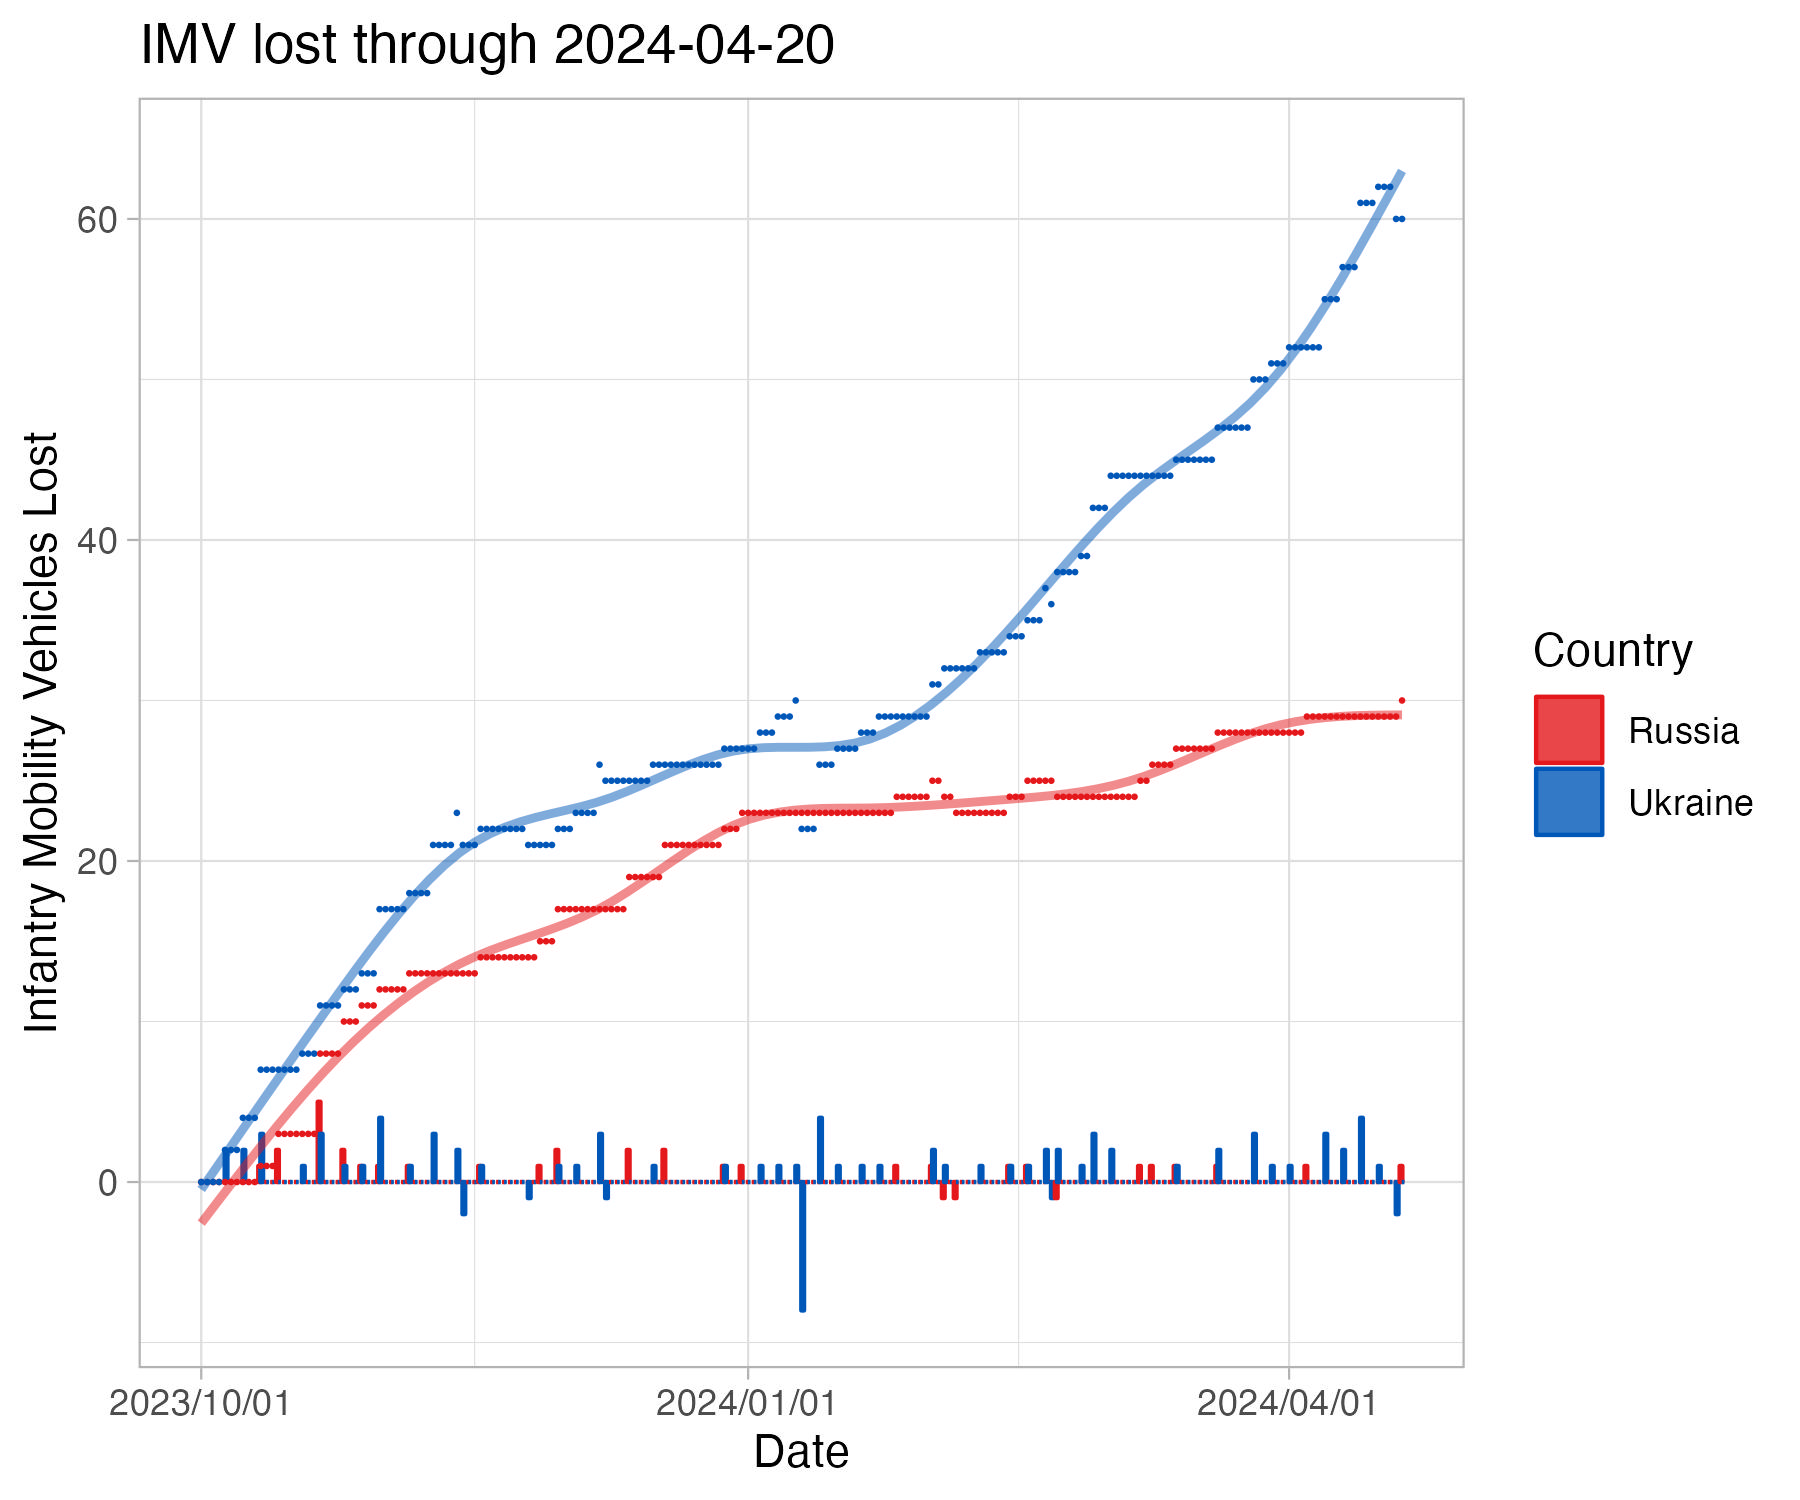 IMV lost through 2024-04-20
Infantry Mobility Vehicles Lost
60
40
20
0
2023/10/01
2024/01/01
2024/04/01
Date
Country
Russia
Ukraine